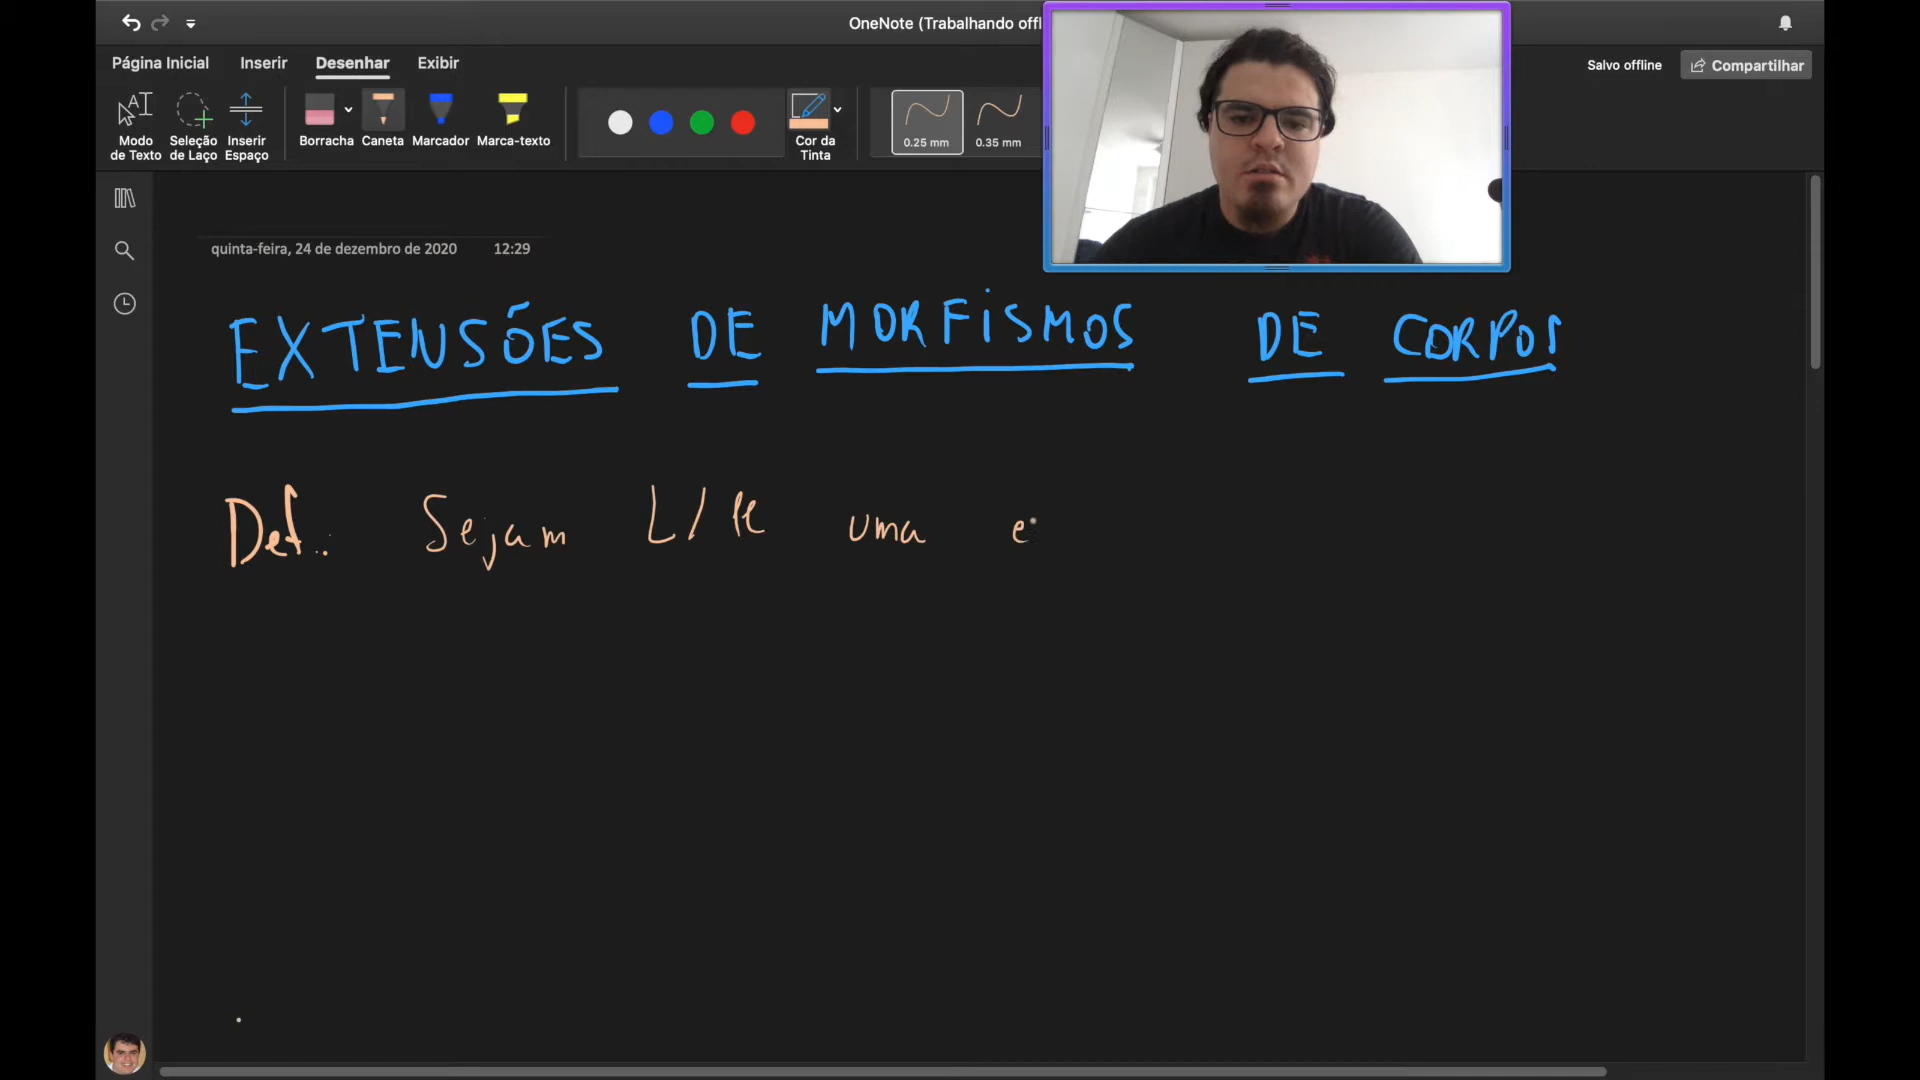 OneNote (Trabalhando offl
Página Inicial Inserir Desenhar Exibir
Salvo offline Compartilhar
Modo de Texto
Seleção de Laço
Inserir Espaço
Borracha
Caneta
Marcador
Marca-texto
Cor da Tinta
0.25 mm
0.35 mm
quinta-feira, 24 de dezembro de 2020 12:29
EXTENSÕES DE MORFISMOS DE CORPOS
Def.: Sejam L/K uma e